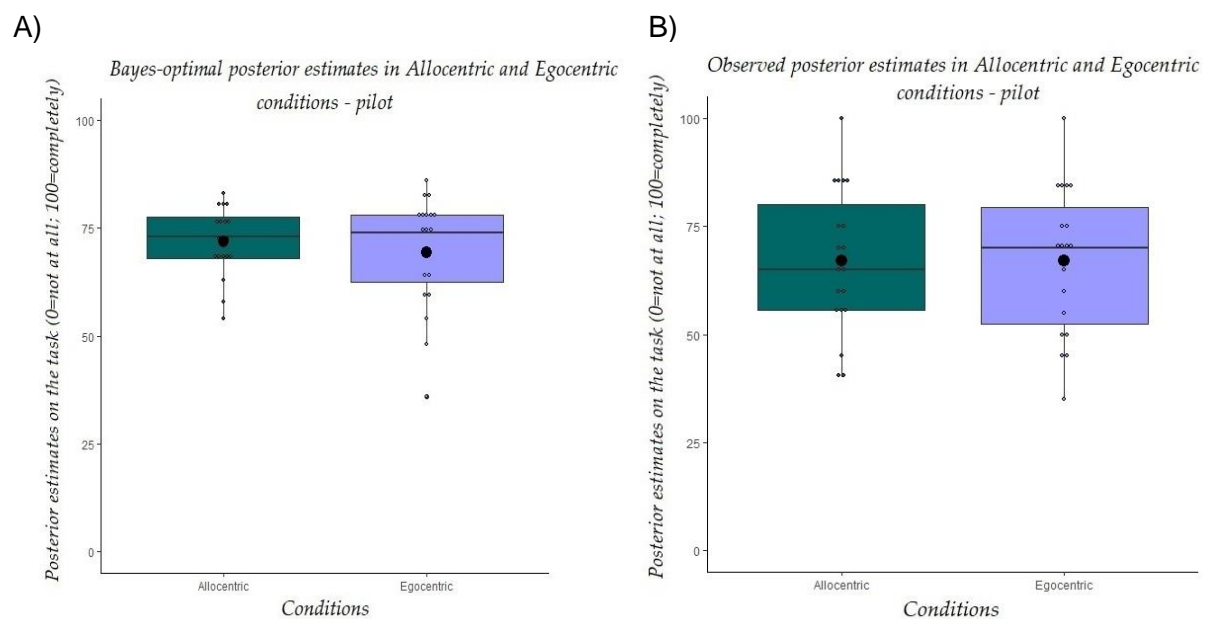 A)
Bayes-optimal posterior estimates in Allocentric and Egocentric
conditions - pilot
Posterior estimates on the task (0=not at all; 100=completely)
100
75
50
25
0
Allocentric
Egocentric
Conditions
B)
Observed posterior estimates in Allocentric and Egocentric
conditions - pilot
Posterior estimates on the task (0=not at all; 100=completely)
100
75
50
25
0
Allocentric
Egocentric
Conditions